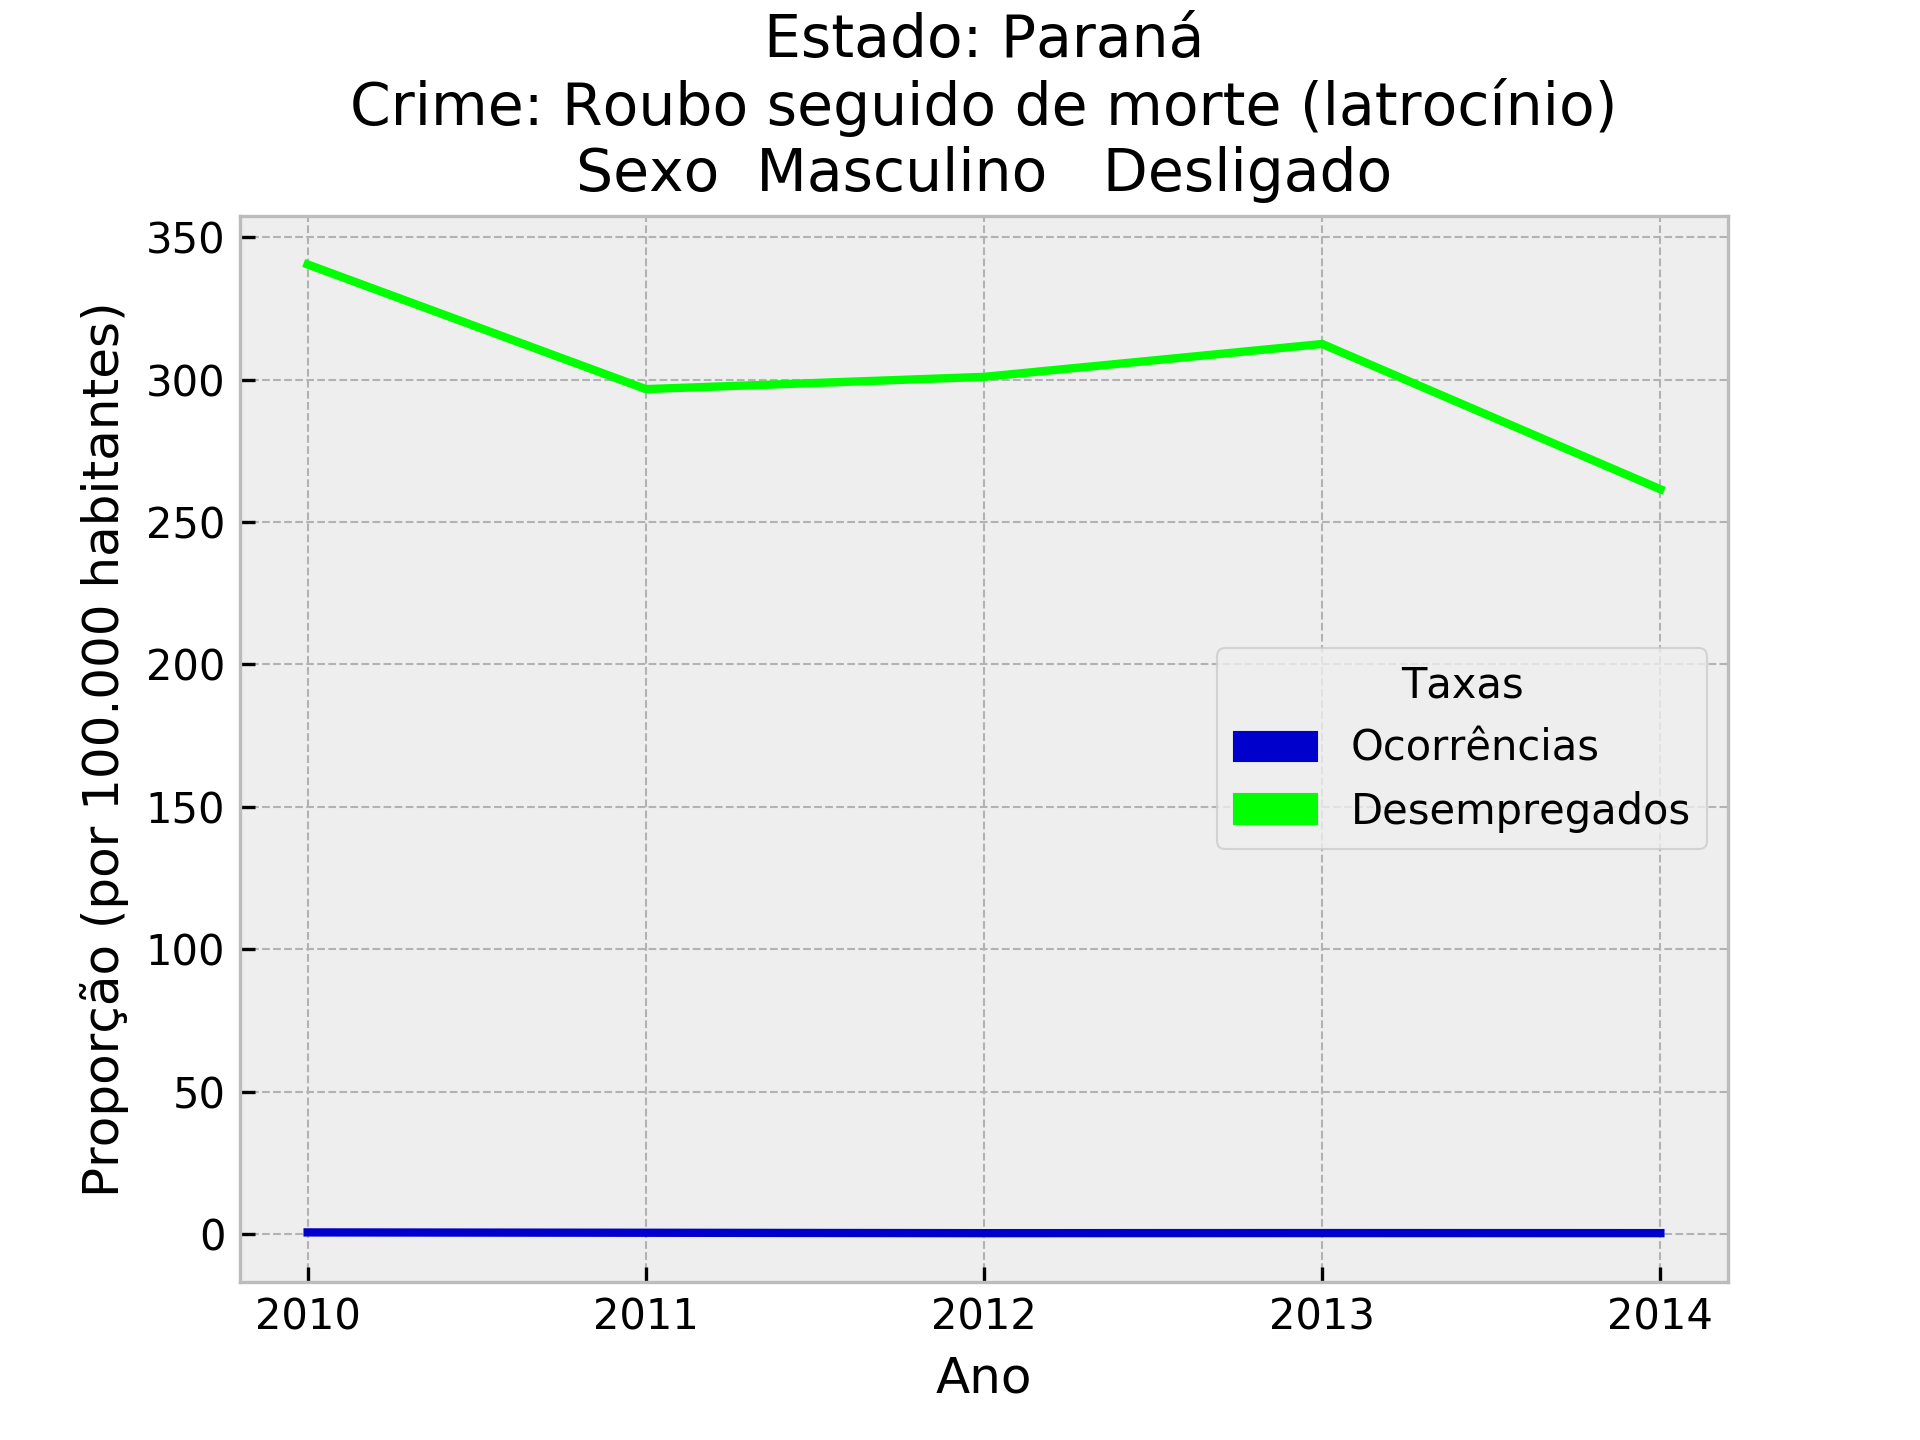 Estado: Paraná
Crime: Roubo seguido de morte (latrocínio)
Sexo  Masculino   Desligado
Proporção (por 100.000 habitantes)
350
300
250
200
150
100
50
0
Taxas
Ocorrências
Desempregados
2010
2011
2012
2013
2014
Ano